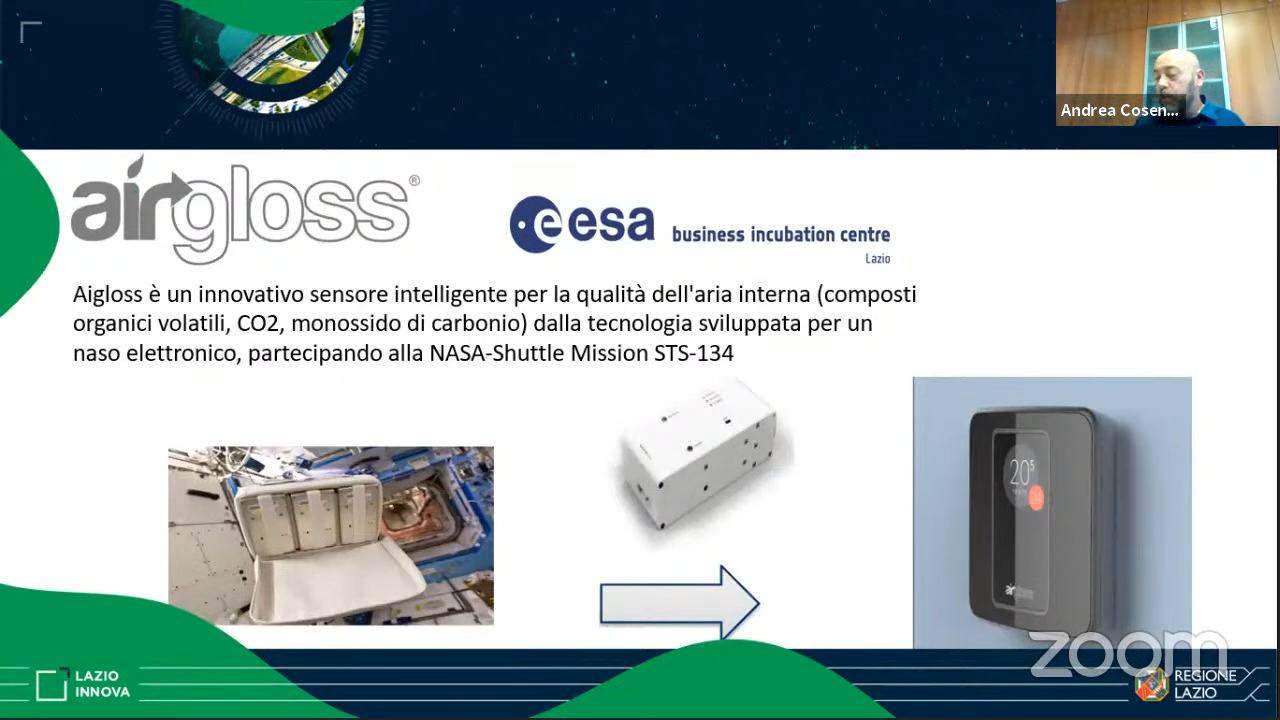 Andrea Cosen...
airgloss®
esa business incubation centre
Lazio
Aigloss è un innovativo sensore intelligente per la qualità dell'aria interna (composti
organici volatili, CO2, monossido di carbonio) dalla tecnologia sviluppata per un
naso elettronico, partecipando alla NASA-Shuttle Mission STS-134
20⁵
zoom
LAZIO
INNOVA
REGIONE
LAZIO